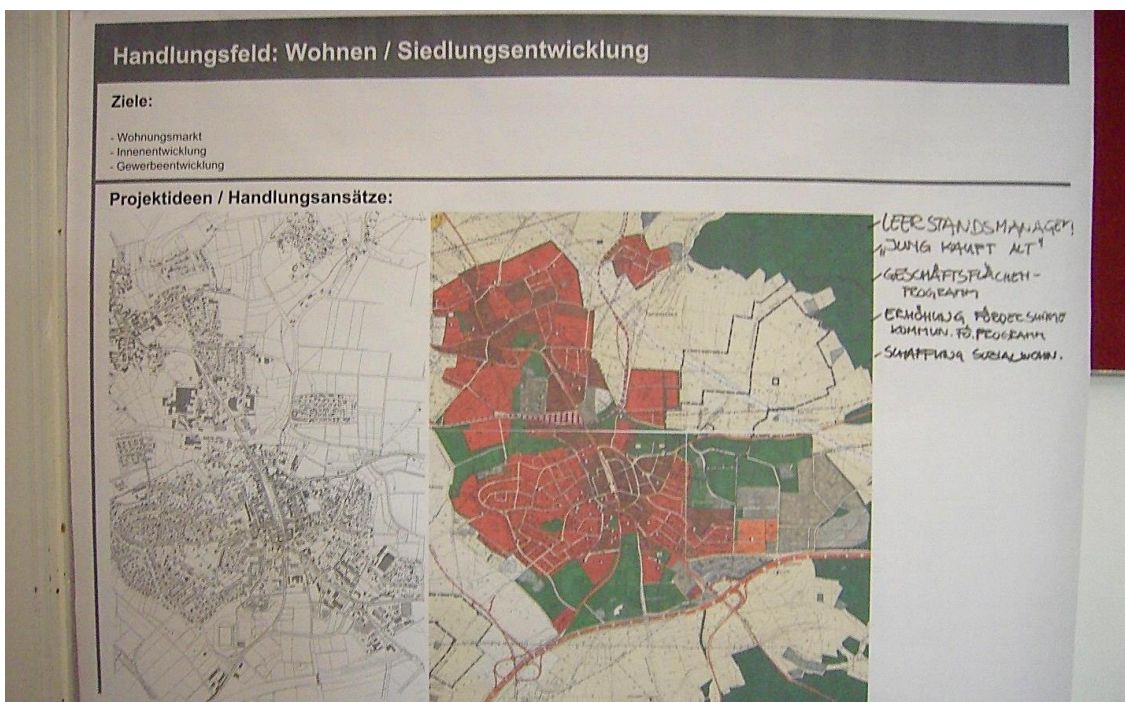 Handlungsfeld: Wohnen / Siedlungsentwicklung
Ziele:
- Wohnungsmarkt
- Innenentwicklung
- Gewerbeentwicklung
Projektideen / Handlungsansätze:
- LEERSTANDSMANAGEM
"JUNG KAUFT ALT"
- GESCHÄFTSFLÄCHEN-
PROGRAMM
- ERHÖHUNG FÖRDERSUMME
KOMMUN. FÖ. PROGRAMM
- SCHAFFUNG SOZIALWOHN.